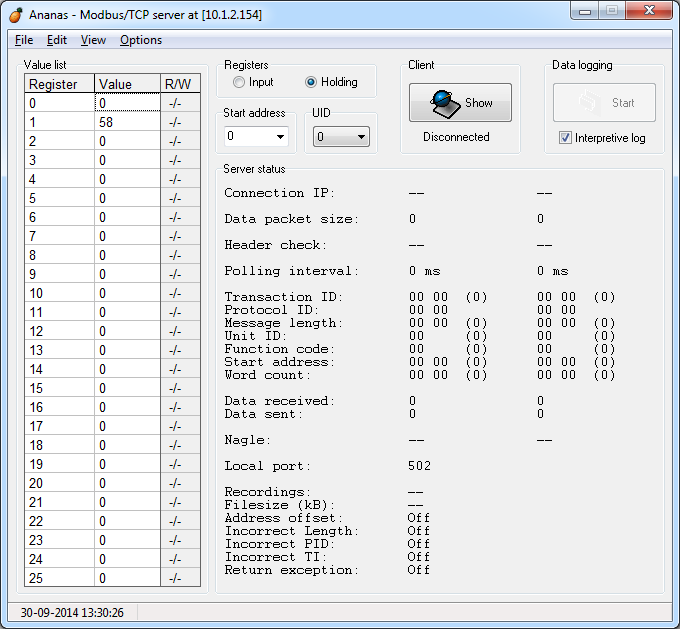 Ananas - Modbus/TCP server at [10.1.2.154]
File Edit View Options
Value list
Register Value R/W
0 0 -/-
1 58 -/-
2 0 -/-
3 0 -/-
4 0 -/-
5 0 -/-
6 0 -/-
7 0 -/-
8 0 -/-
9 0 -/-
10 0 -/-
11 0 -/-
12 0 -/-
13 0 -/-
14 0 -/-
15 0 -/-
16 0 -/-
17 0 -/-
18 0 -/-
19 0 -/-
20 0 -/-
21 0 -/-
22 0 -/-
23 0 -/-
24 0 -/-
25 0 -/-
Registers
Input Holding
Start address
0
UID
0
Client
Show
Disconnected
Data logging
Start
Interpretive log
Server status
Connection IP: -- --
Data packet size: 0 0
Header check: -- --
Polling interval: 0 ms 0 ms
Transaction ID: 00 00 (0) 00 00 (0)
Protocol ID: 00 00 00 00
Message length: 00 00 (0) 00 00 (0)
Unit ID: 00 (0) 00 (0)
Function code: 00 (0) 00 (0)
Start address: 00 00 (0) 00 00 (0)
Word count: 00 00 (0) 00 00 (0)
Data received: 0 0
Data sent: 0 0
Nagle: -- --
Local port: 502
Recordings: --
Filesize (kB): --
Address offset: Off
Incorrect Length: Off
Incorrect PID: Off
Incorrect TI: Off
Return exception: Off
30-09-2014 13:30:26